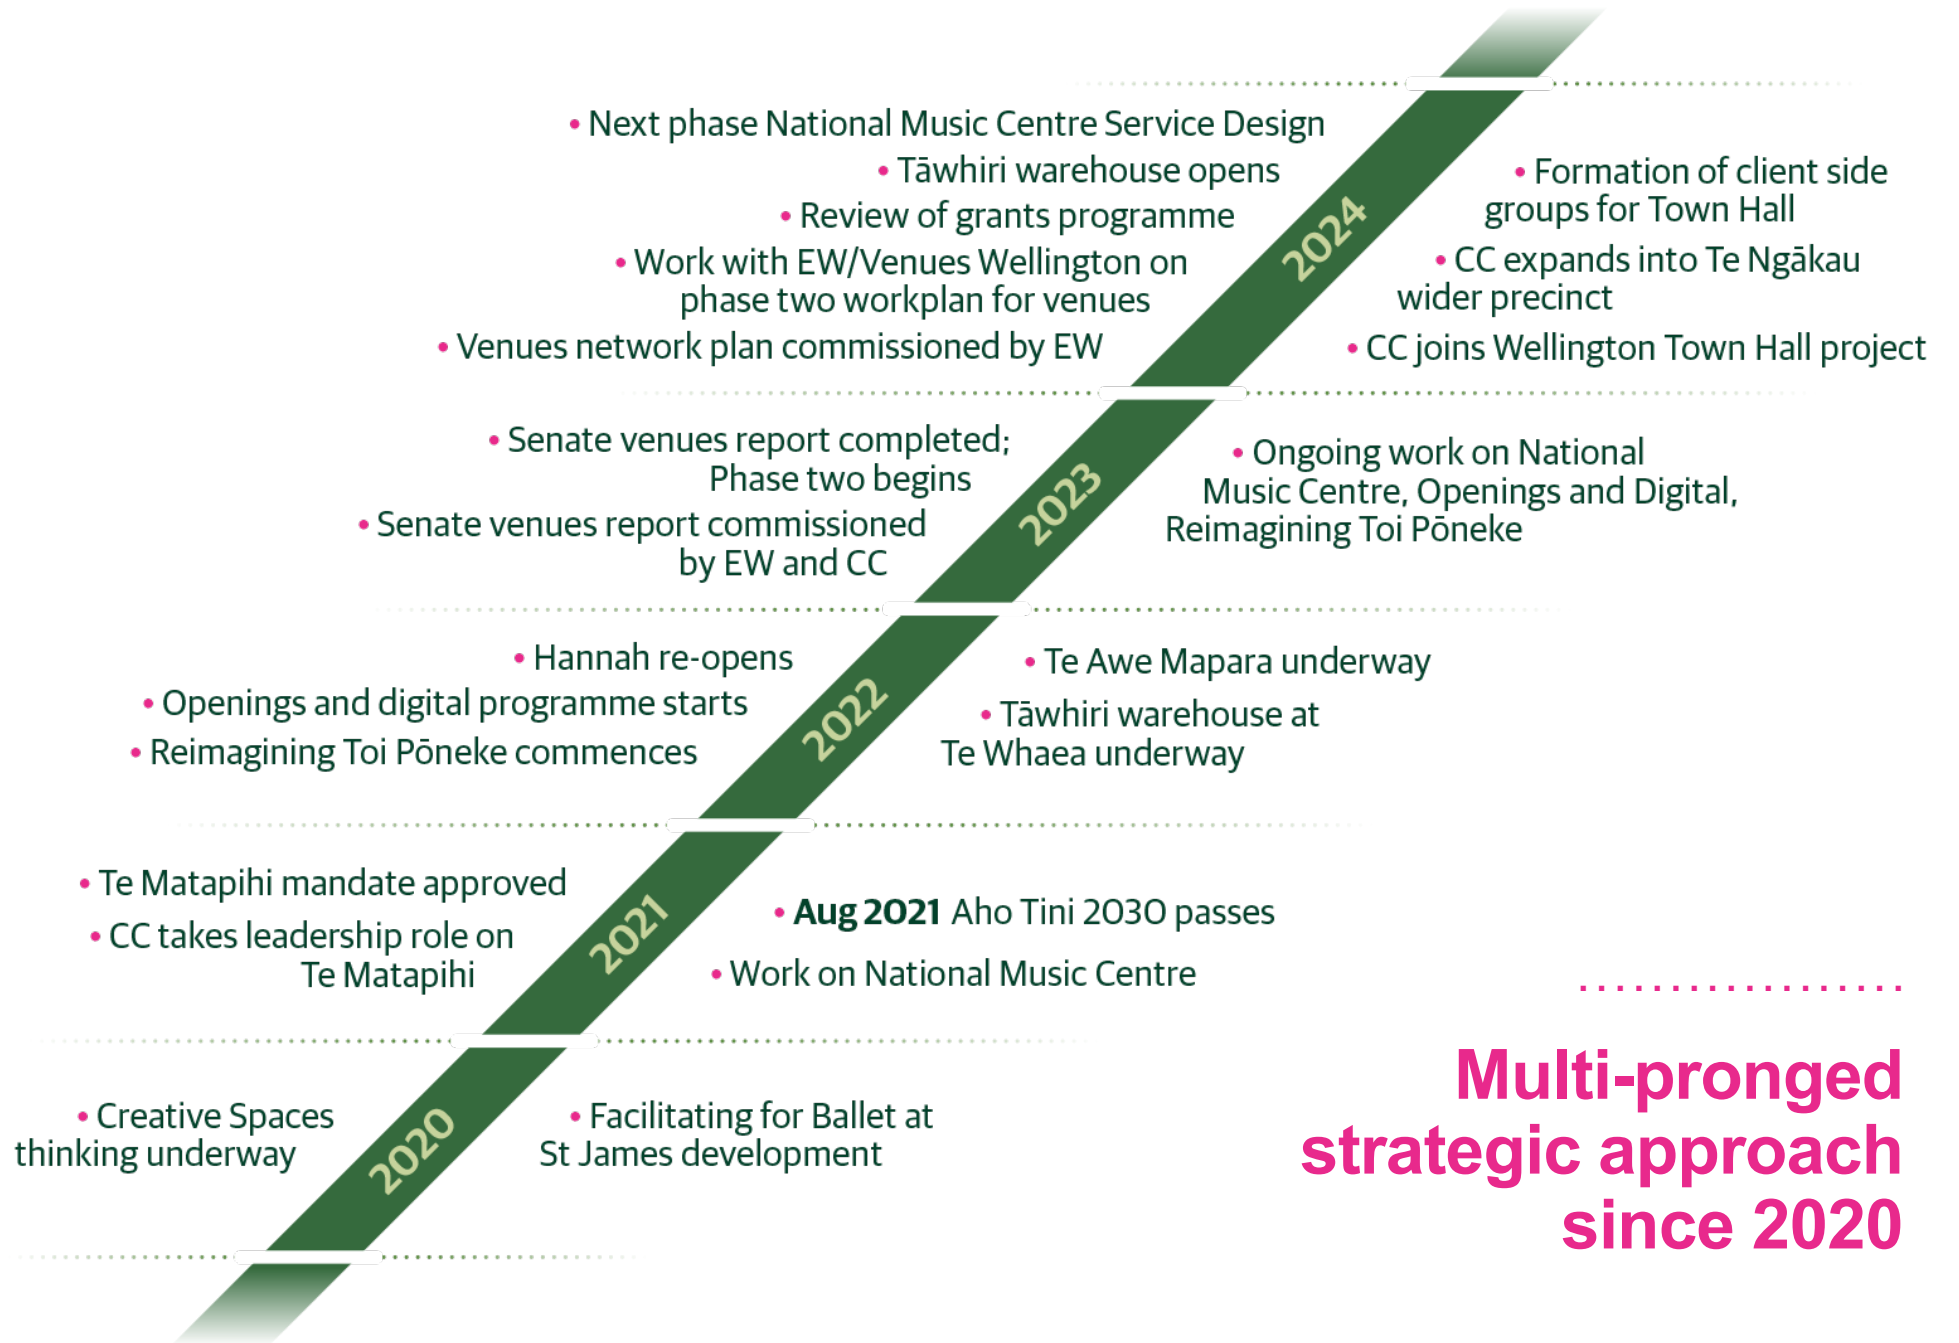 • Next phase National Music Centre Service Design
• Tāwhiri warehouse opens
• Review of grants programme
• Work with EW/Venues Wellington on
phase two workplan for venues
• Venues network plan commissioned by EW
2024
• Formation of client side
groups for Town Hall
• CC expands into Te Ngākau
wider precinct
• CC joins Wellington Town Hall project
• Senate venues report completed;
Phase two begins
• Senate venues report commissioned
by EW and CC
2023
• Ongoing work on National
Music Centre, Openings and Digital,
Reimagining Toi Pōneke
• Hannah re-opens
• Openings and digital programme starts
• Reimagining Toi Pōneke commences
2022
• Te Awe Mapara underway
• Tāwhiri warehouse at
Te Whaea underway
• Te Matapihi mandate approved
• CC takes leadership role on
Te Matapihi
2021
• Aug 2021 Aho Tini 2030 passes
• Work on National Music Centre
• Creative Spaces
thinking underway
2020
• Facilitating for Ballet at
St James development
Multi-pronged
strategic approach
since 2020